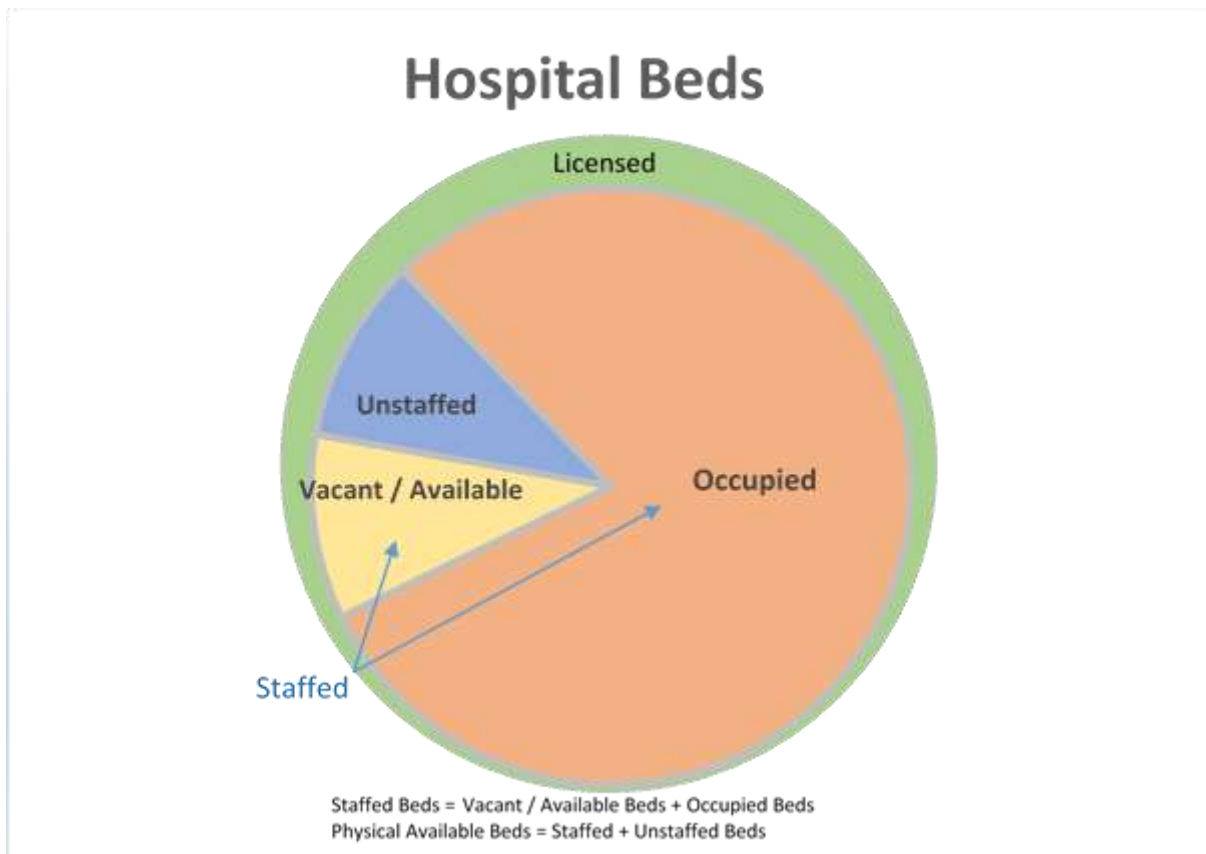 Hospital Beds
Licensed
Unstaffed
Vacant / Available
Occupied
Staffed
Staffed Beds = Vacant / Available Beds + Occupied Beds
Physical Available Beds = Staffed + Unstaffed Beds